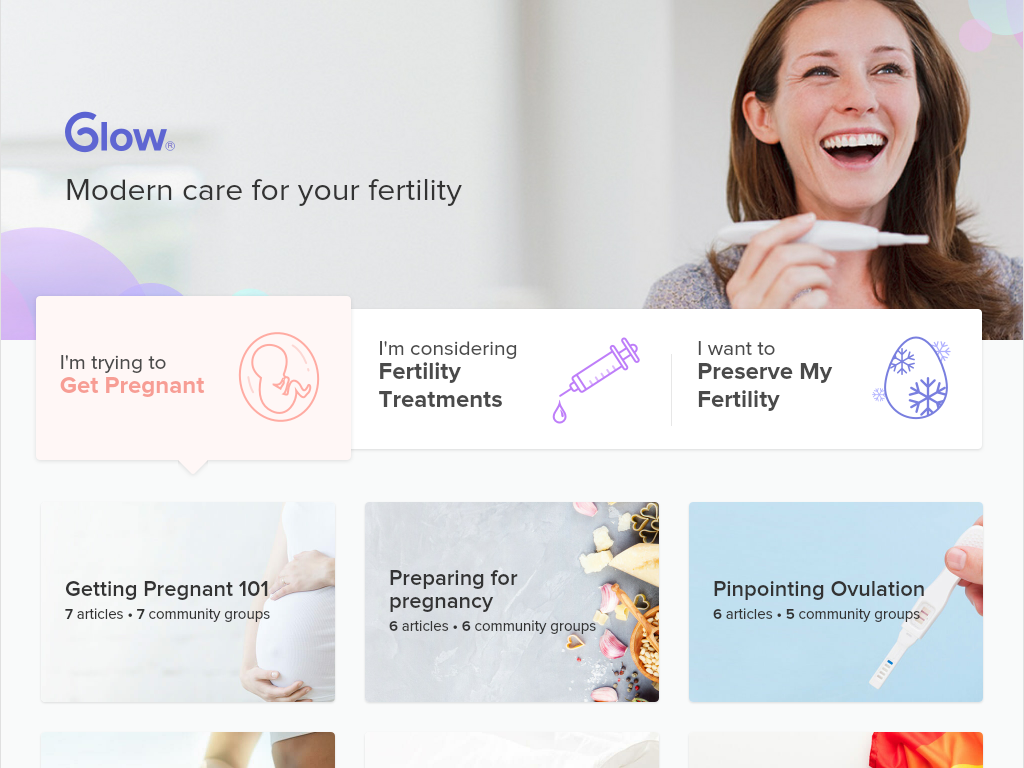 Glow®
Modern care for your fertility
I'm trying to
Get Pregnant
I'm considering
Fertility
Treatments
I want to
Preserve My
Fertility
Getting Pregnant 101
7 articles • 7 community groups
Preparing for
pregnancy
6 articles • 6 community groups
Pinpointing Ovulation
6 articles • 5 community groups